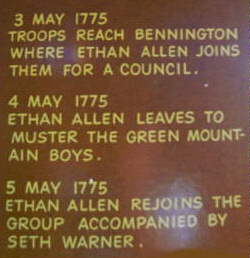 3 MAY 1775
TROOPS REACH BENNINGTON
WHERE ETHAN ALLEN JOINS
THEM FOR A COUNCIL.
4 MAY 1775
ETHAN ALLEN LEAVES TO
MUSTER THE GREEN MOUNT-
AIN BOYS.
5 MAY 1775
ETHAN ALLEN REJOINS THE
GROUP ACCOMPANIED BY
SETH WARNER.